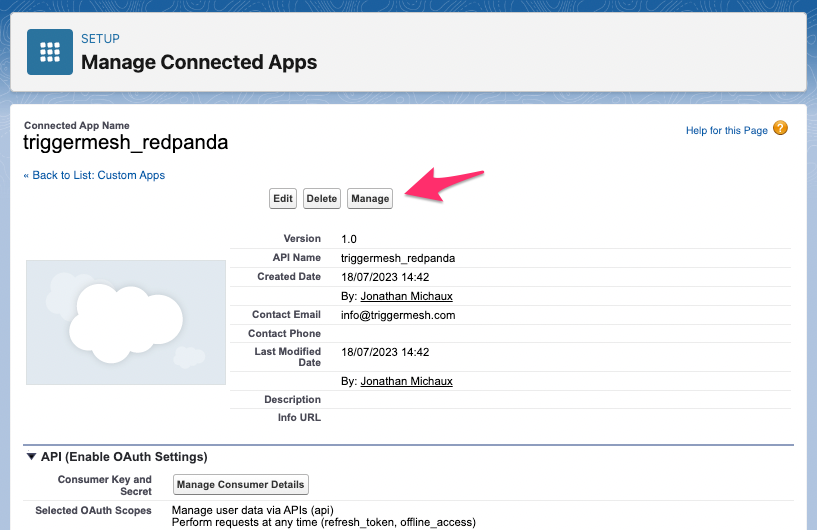 SETUP
Manage Connected Apps
Connected App Name
triggermesh_redpanda
Help for this Page ?
« Back to List: Custom Apps
Edit Delete Manage
Version 1.0
API Name triggermesh_redpanda
Created Date 18/07/2023 14:42
By: Jonathan Michaux
Contact Email info@triggermesh.com
Contact Phone
Last Modified
Date 18/07/2023 14:42
By: Jonathan Michaux
Description
Info URL
API (Enable OAuth Settings)
Consumer Key and
Secret Manage Consumer Details
Selected OAuth Scopes Manage user data via APIs (api)
Perform requests at any time (refresh_token, offline_access)